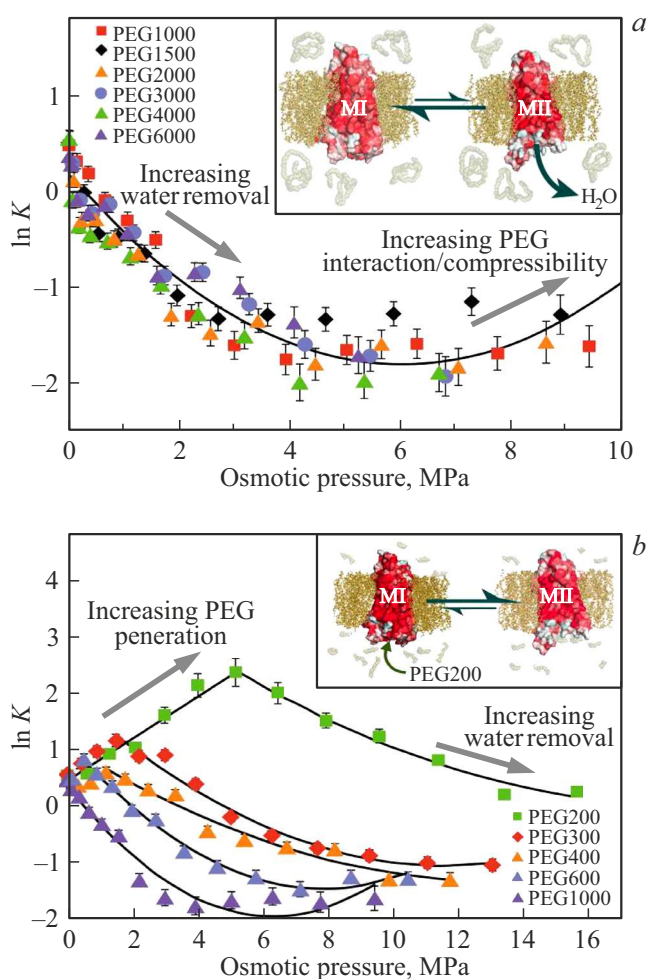 a
PEG1000
PEG1500
PEG2000
PEG3000
PEG4000
PEG6000
MI
MII
H₂O
Increasing
water removal
Increasing PEG
interaction/compressibility
ln K
1
0
−1
−2
0
2
4
6
8
10
Osmotic pressure, MPa
b
MI
MII
PEG200
Increasing PEG
peneration
Increasing
water removal
ln K
4
3
2
1
0
−1
−2
PEG200
PEG300
PEG400
PEG600
PEG1000
0
2
4
6
8
10
12
14
16
Osmotic pressure, MPa